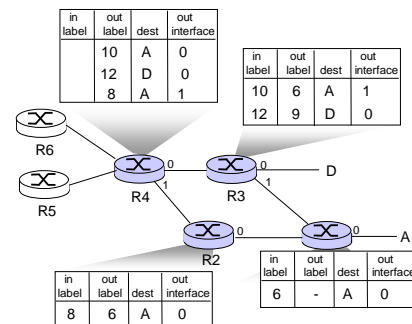 in out out
label label dest interface
10 A 0
12 D 0
8 A 1
in out out
label label dest interface
10 6 A 1
12 9 D 0
R6
0 0
D
R4 R3
1 1
R5
0 0
A
R2
in out out
label label dest interface
6 - A 0
in out out
label label dest interface
8 6 A 0